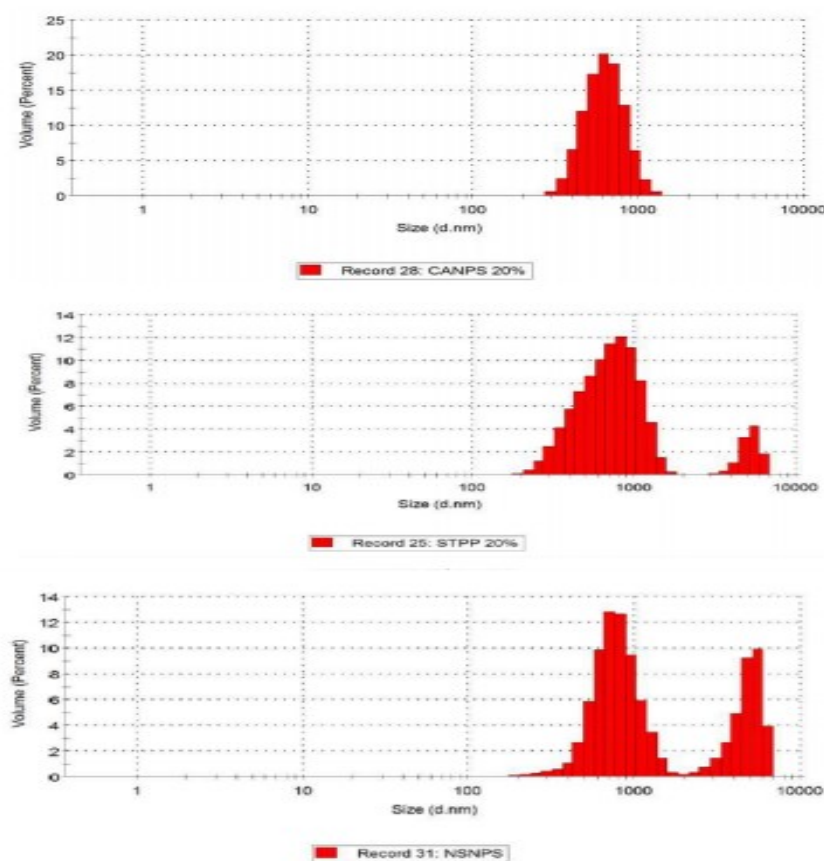 25
20
15
10
5
0
Volume (Percent)
1 10 100 1000 10000
Size (d.nm)
Record 28: CANPS 20%
14
12
10
8
6
4
2
0
Volume (Percent)
1 10 100 1000 10000
Size (d.nm)
Record 25: STPP 20%
14
12
10
8
6
4
2
0
Volume (Percent)
1 10 100 1000 10000
Size (d.nm)
Record 31: NSNPS